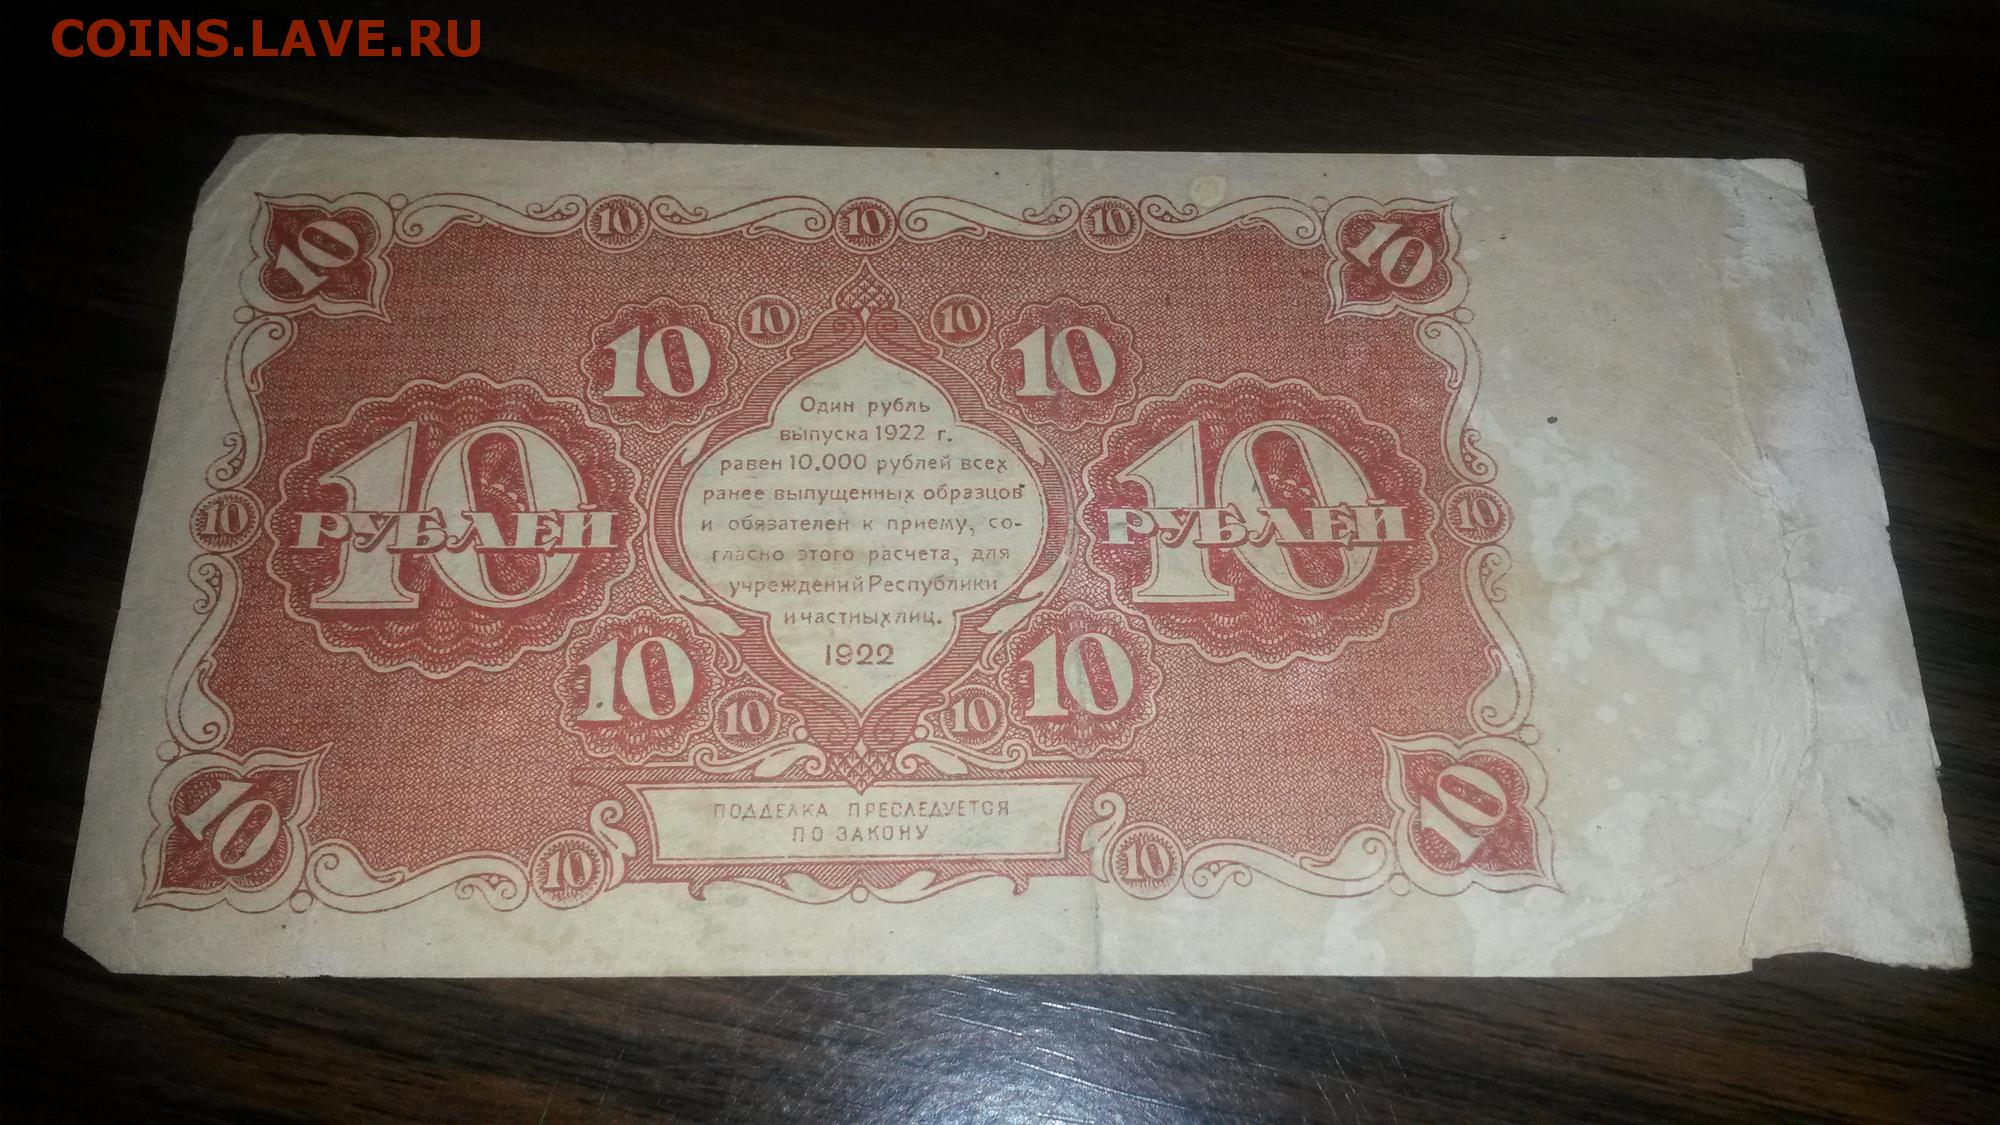 COINS.LAVE.RU
10 10 10 10 10
10 10 10 10
10 РУБЛЕЙ
10 РУБЛЕЙ
10 10
Один рубль
выпуска 1922 г.
равен 10.000 рублей всех
ранее выпущенных образцов
и обязателен к приему, со-
гласно этого расчета, для
учреждений Республики
и частных лиц.
1922
10 10 10 10
ПОДДЕЛКА ПРЕСЛЕДУЕТСЯ
ПО ЗАКОНУ
10 10 10 10